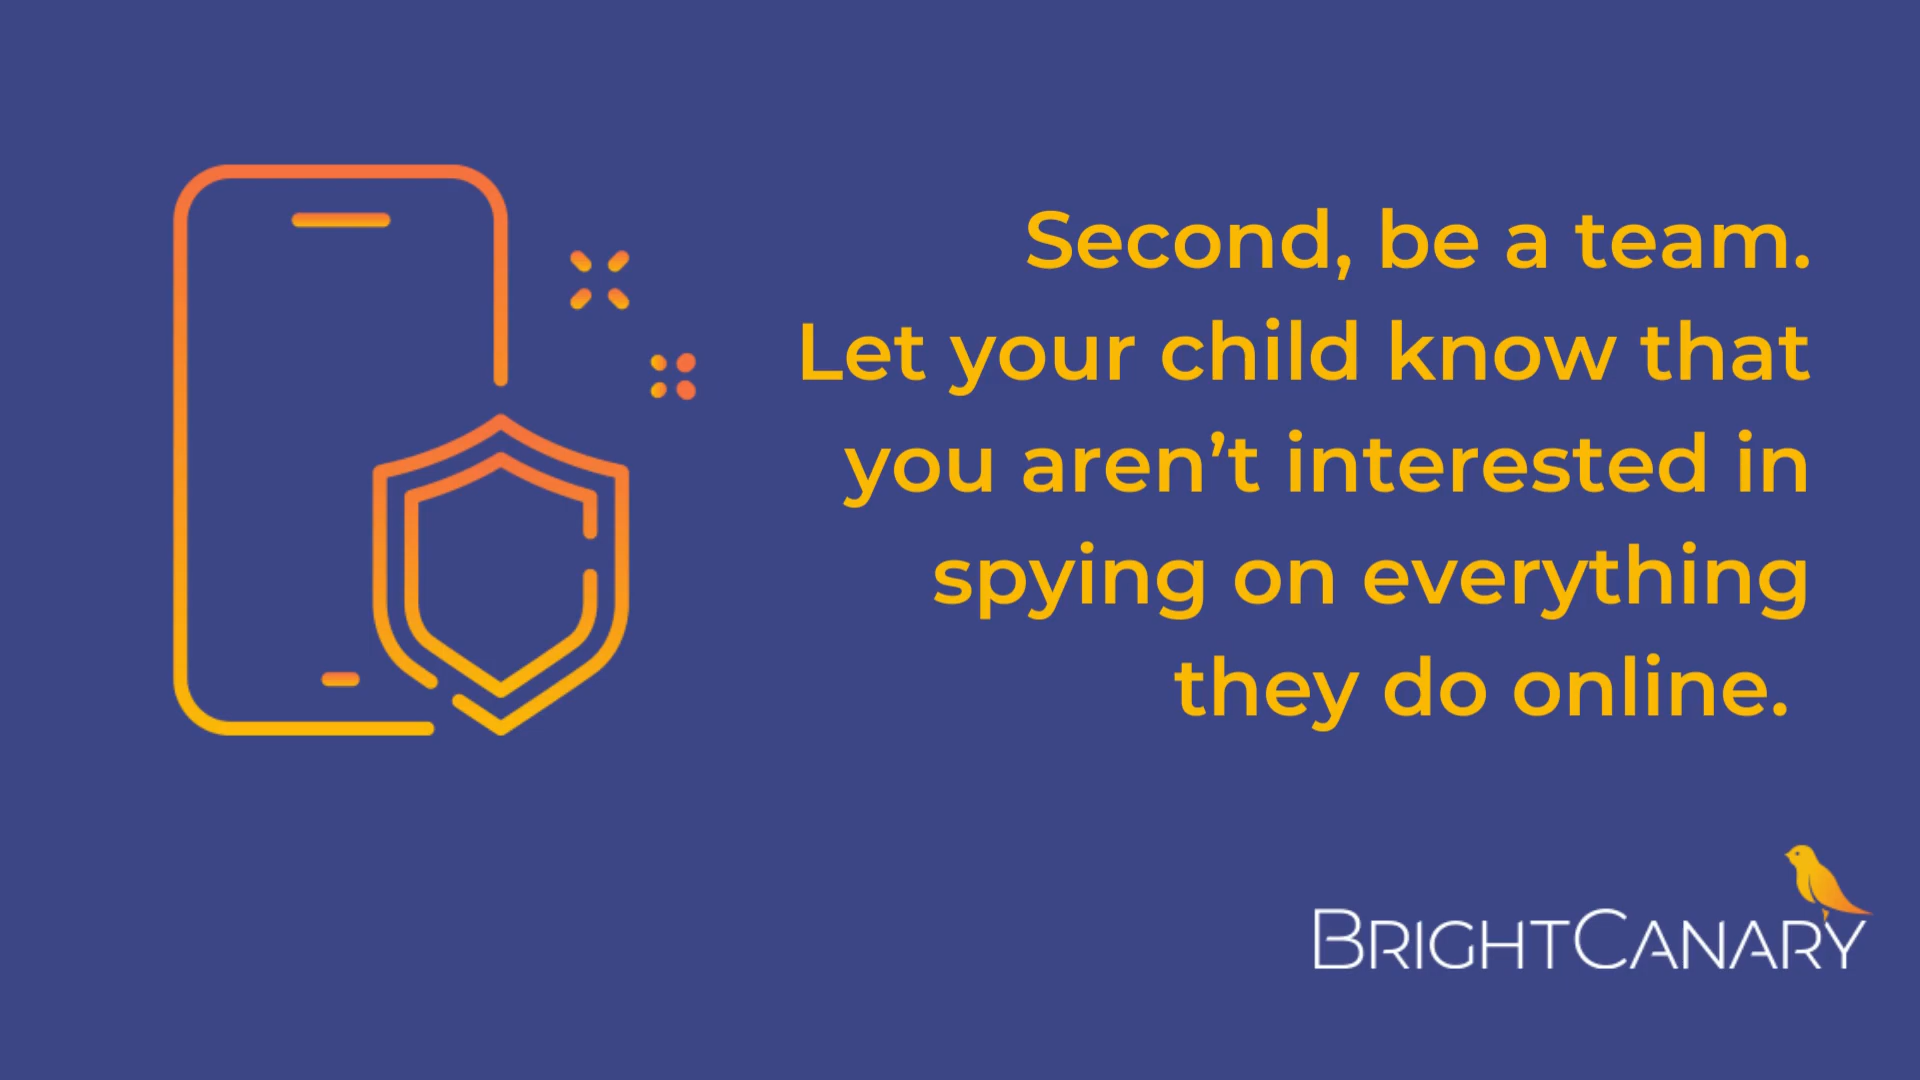 Second, be a team.
Let your child know that
you aren’t interested in
spying on everything
they do online.
BRIGHTCANARY